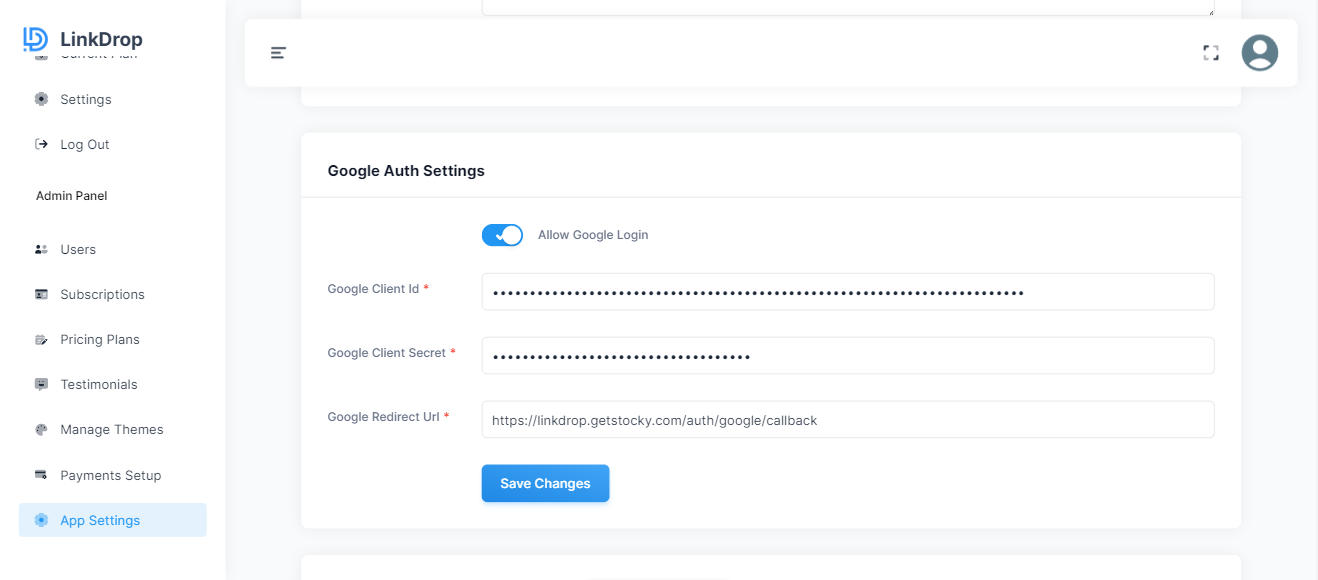 LinkDrop
Current Plan
Settings
Log Out
Admin Panel
Users
Subscriptions
Pricing Plans
Testimonials
Manage Themes
Payments Setup
App Settings
Google Auth Settings
Allow Google Login
Google Client Id *
••••••••••••••••••••••••••••••••••••••••••••••••••••••••••••••••••••••••
Google Client Secret *
•••••••••••••••••••••••••••••••••••
Google Redirect Url *
https://linkdrop.getstocky.com/auth/google/callback
Save Changes